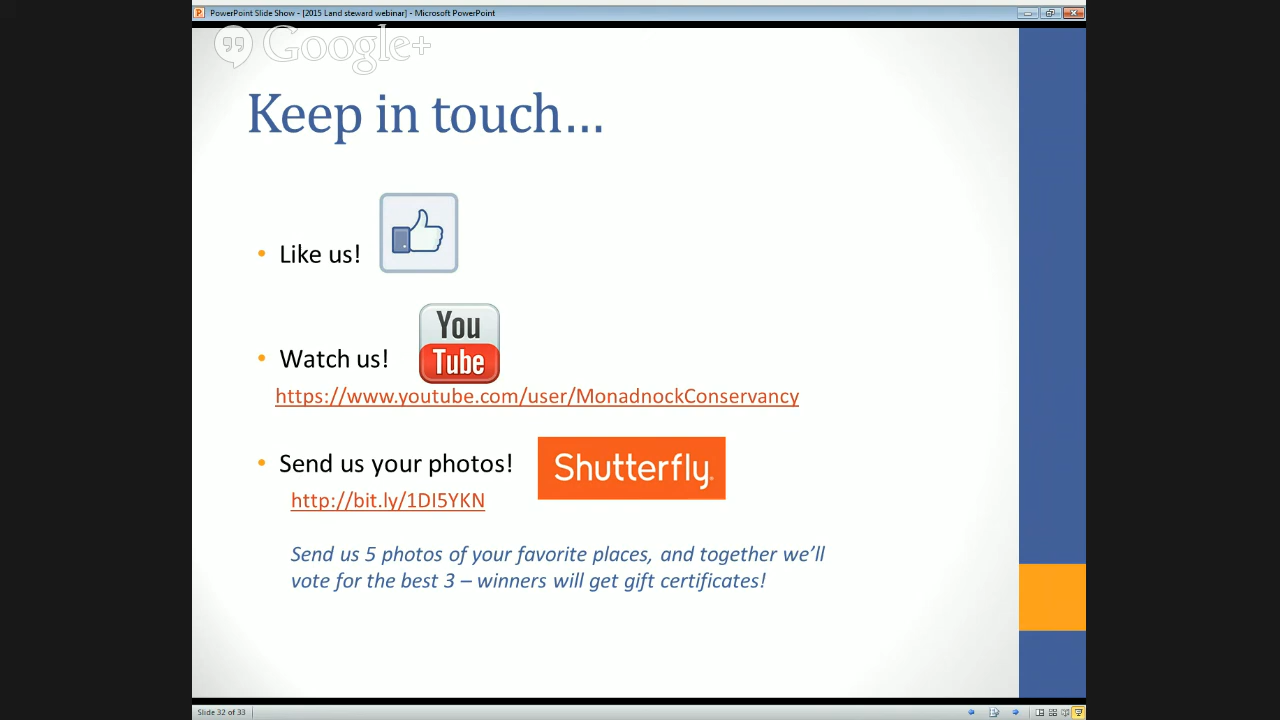 PowerPoint Slide Show - [2015 Land steward webinar] - Microsoft PowerPoint
Google+
Keep in touch…
• Like us!
You
Tube
• Watch us!
https://www.youtube.com/user/MonadnockConservancy
• Send us your photos!
Shutterfly.
http://bit.ly/1DI5YKN
Send us 5 photos of your favorite places, and together we’ll
vote for the best 3 – winners will get gift certificates!
Slide 32 of 33